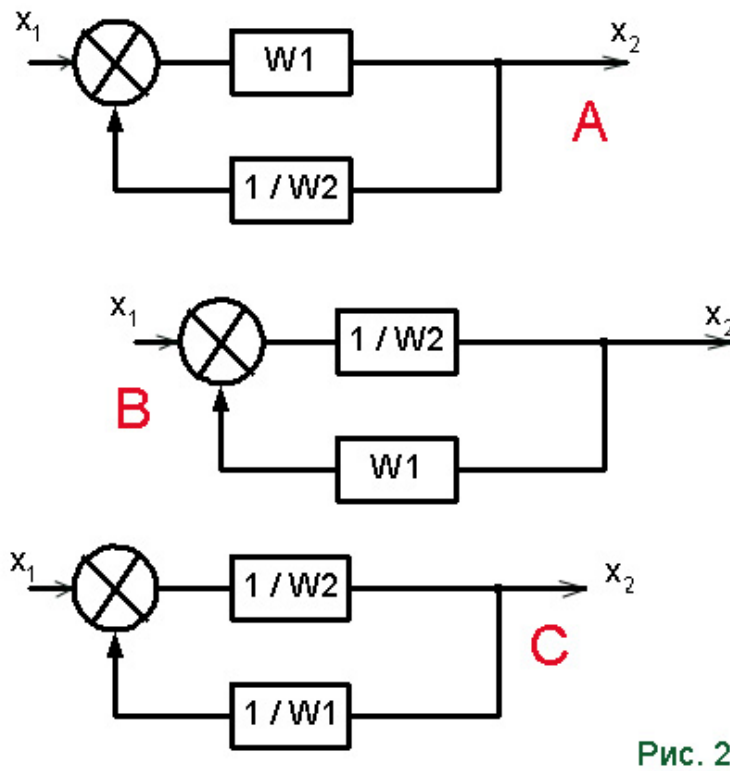 x₁
x₂
W1
A
1 / W2
x₁
x₂
1 / W2
B
W1
x₁
x₂
1 / W2
C
1 / W1
Рис. 2